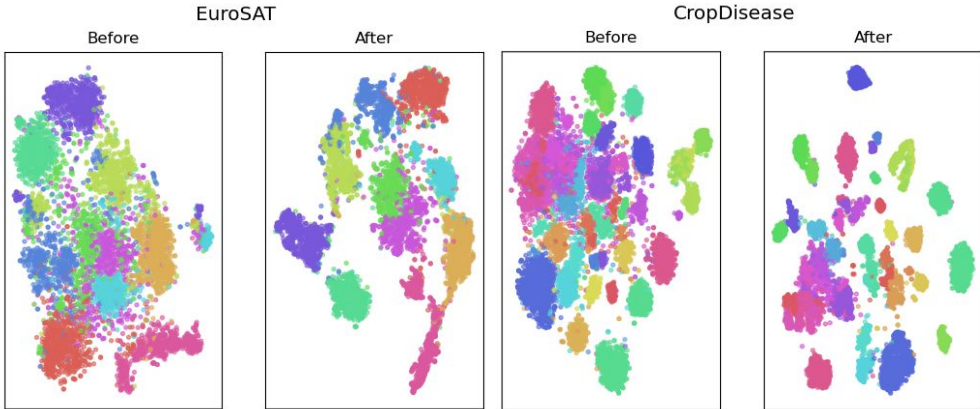 EuroSAT
CropDisease
Before
After
Before
After